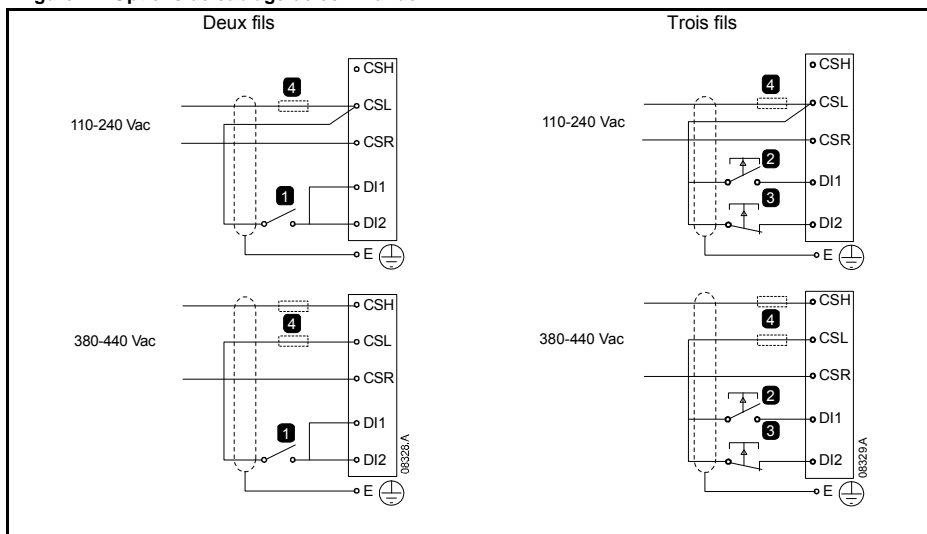 Deux fils
4
CSH
CSL
110-240 Vac
CSR
1
DI1
DI2
E
Trois fils
4
CSH
CSL
110-240 Vac
CSR
2
DI1
3
DI2
E
CSH
4
380-440 Vac
CSL
CSR
1
DI1
DI2
08328.A
E
CSH
4
380-440 Vac
CSL
CSR
2
DI1
3
DI2
08329.A
E